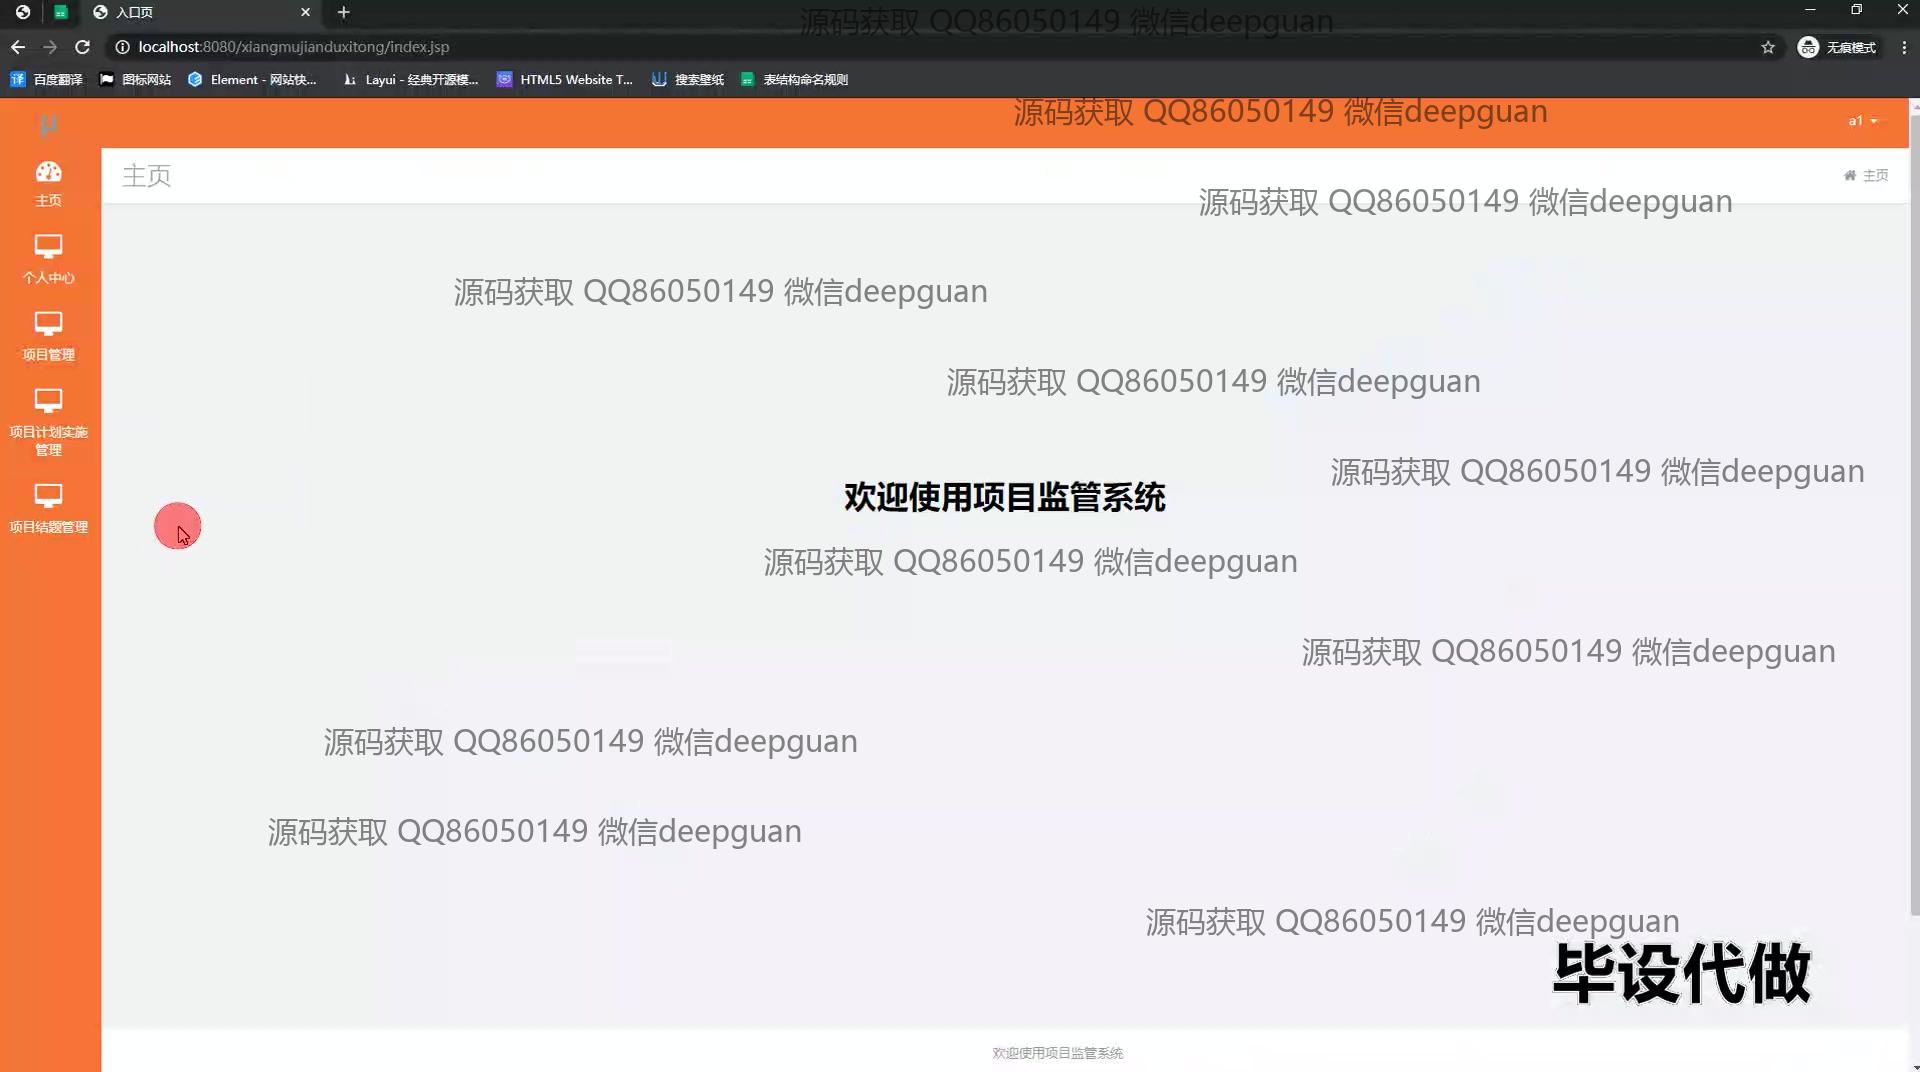 入口页
源码获取 QQ86050149 微信deepguan
localhost:8080/xiangmujianduxitong/index.jsp
无痕模式
百度翻译
图标网站
Element - 网站快...
Layui - 经典开源模...
HTML5 Website T...
搜索壁纸
表结构命名规则
源码获取 QQ86050149 微信deepguan
μ
a1
主页
主页
主页
源码获取 QQ86050149 微信deepguan
个人中心
源码获取 QQ86050149 微信deepguan
项目管理
源码获取 QQ86050149 微信deepguan
项目计划实施
管理
源码获取 QQ86050149 微信deepguan
欢迎使用项目监管系统
项目结题管理
源码获取 QQ86050149 微信deepguan
源码获取 QQ86050149 微信deepguan
源码获取 QQ86050149 微信deepguan
源码获取 QQ86050149 微信deepguan
源码获取 QQ86050149 微信deepguan
毕设代做
欢迎使用项目监管系统